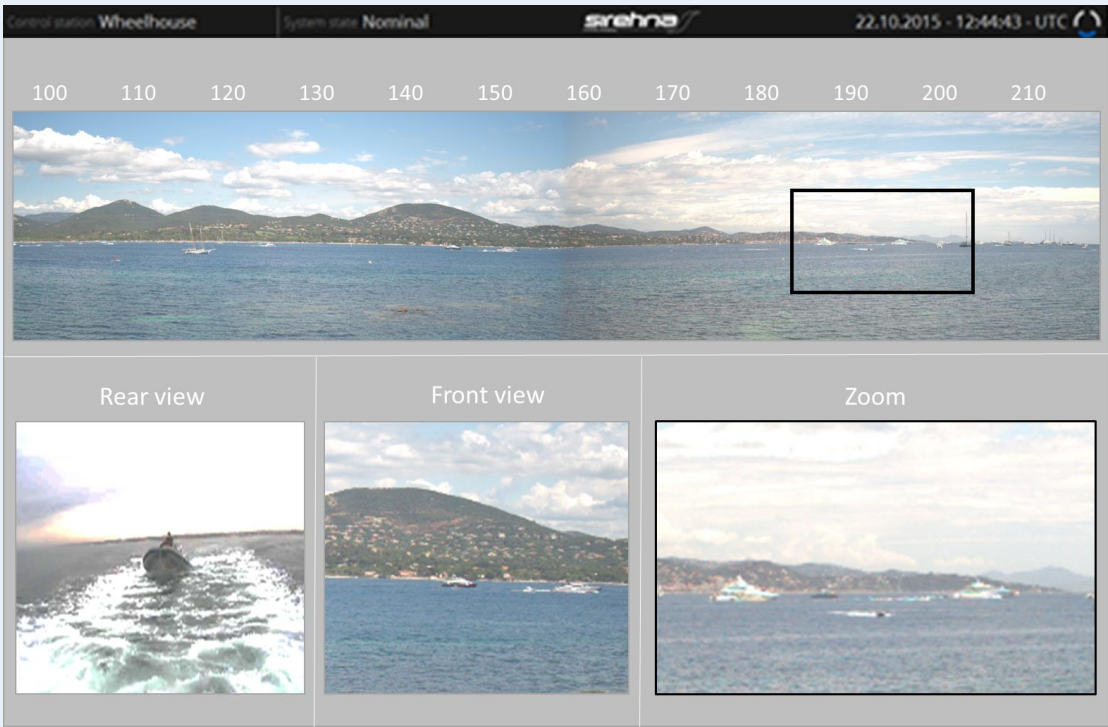 Control station Wheelhouse System state Nominal sirehna 22.10.2015 - 12:44:43 - UTC
100 110 120 130 140 150 160 170 180 190 200 210
Rear view Front view Zoom